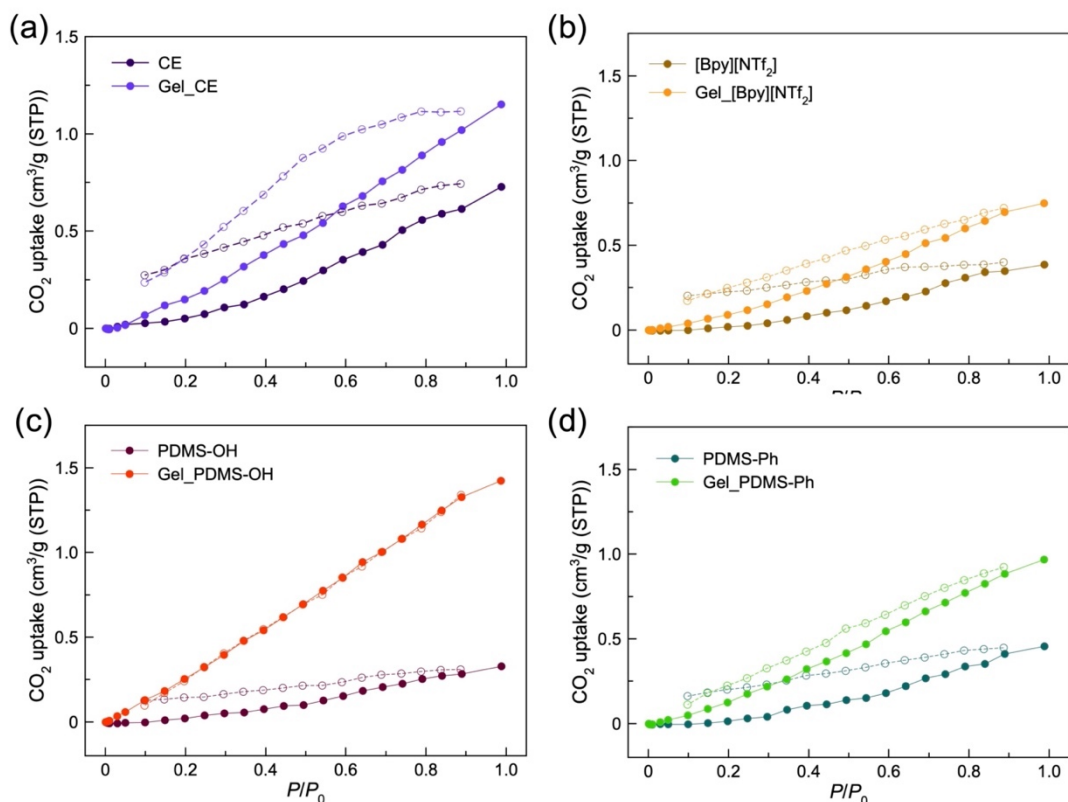 (a)
CE
Gel_CE
CO₂ uptake (cm³/g (STP))
1.5
1.0
0.5
0
0 0.2 0.4 0.6 0.8 1.0
(b)
[Bpy][NTf₂]
Gel_[Bpy][NTf₂]
CO₂ uptake (cm³/g (STP))
1.5
1.0
0.5
0
0 0.2 0.4 0.6 0.8 1.0
(c)
PDMS-OH
Gel_PDMS-OH
CO₂ uptake (cm³/g (STP))
1.5
1.0
0.5
0
0 0.2 0.4 0.6 0.8 1.0
P/P₀
(d)
PDMS-Ph
Gel_PDMS-Ph
CO₂ uptake (cm³/g (STP))
1.5
1.0
0.5
0
0 0.2 0.4 0.6 0.8 1.0
P/P₀